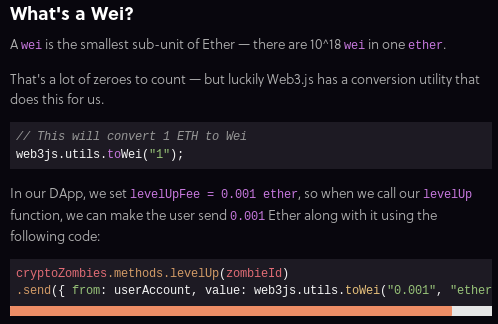 What's a Wei?
A wei is the smallest sub-unit of Ether — there are 10^18 wei in one ether.
That's a lot of zeroes to count — but luckily Web3.js has a conversion utility that
does this for us.
// This will convert 1 ETH to Wei
web3js.utils.toWei("1");
In our DApp, we set levelUpFee = 0.001 ether, so when we call our levelUp
function, we can make the user send 0.001 Ether along with it using the
following code:
cryptoZombies.methods.levelUp(zombieId)
.send({ from: userAccount, value: web3js.utils.toWei("0.001", "ether